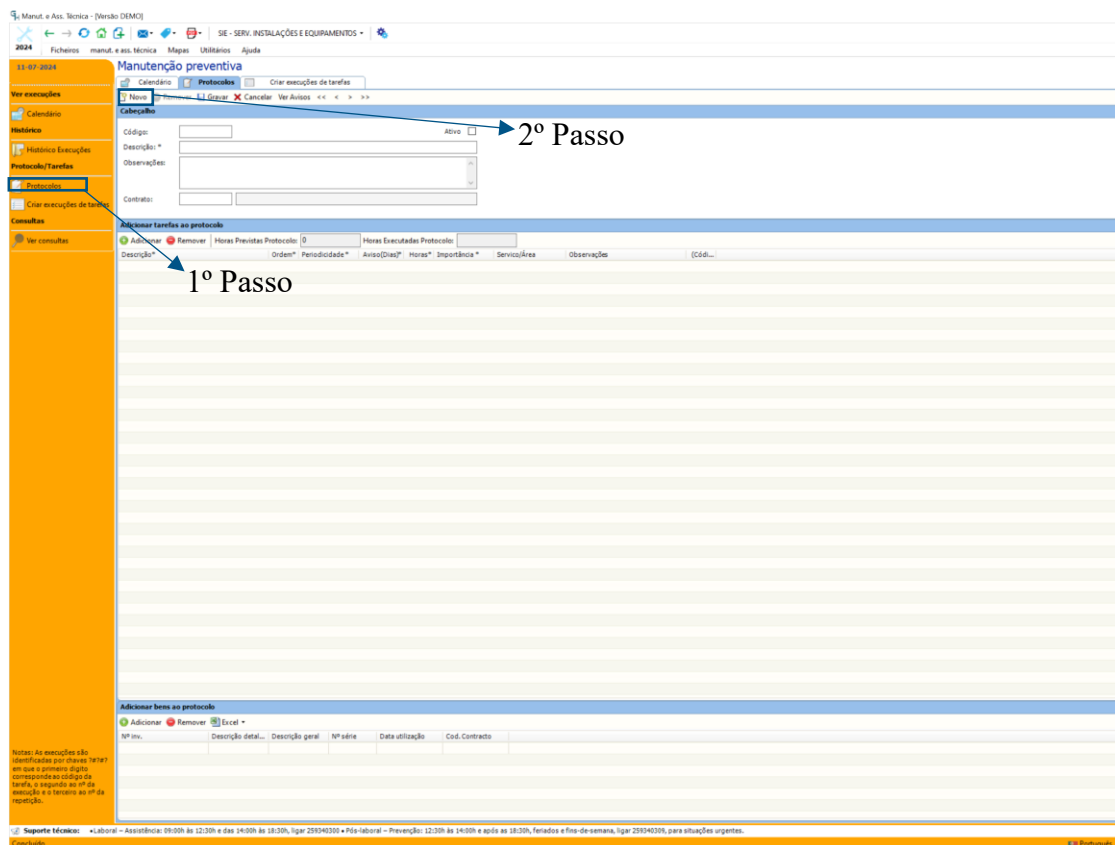 Manut. e Ass. Técnica - [Versão DEMO]
SIE - SERV. INSTALAÇÕES E EQUIPAMENTOS
2024 Ficheiros manut. e ass. técnica Mapas Utilitários Ajuda
11-07-2024
Manutenção preventiva
Calendário Protocolos Criar execuções de tarefas
Ver execuções
Novo Remover Gravar Cancelar Ver Avisos << < > >>
Cabeçalho
Calendário
Histórico
Código: Ativo
2º Passo
Descrição: *
Histórico Execuções
Observações:
Protocolo/Tarefas
Protocolos
Contrato:
Criar execuções de tarefas
Consultas
Adicionar tarefas ao protocolo
Ver consultas
Adicionar Remover Horas Previstas Protocolo: 0 Horas Executadas Protocolo:
Descrição* Ordem* Periodicidade* Aviso(Dias)* Horas* Importância * Servico/Área Observações [Códi...
1º Passo
Adicionar bens ao protocolo
Adicionar Remover Excel
Nº inv. Descrição detal... Descrição geral Nº série Data utilização Cod. Contracto
Notas: As execuções são
identificadas por chaves ?#?#?
em que o primeiro digito
corresponde ao código da
tarefa, o segundo ao nº da
execução e o terceiro ao nº da
repetição.
Suporte técnico: •Laboral – Assistência: 09:00h às 12:30h e das 14:00h às 18:30h, ligar 259340300 • Pós-laboral – Prevenção: 12:30h às 14:00h e após as 18:30h, feriados e fins-de-semana, ligar 259340309, para situações urgentes.
Concluído Português